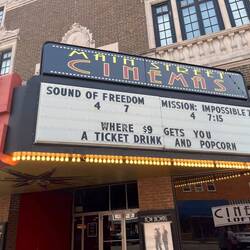 MAIN STREET
CINEMAS
SOUND OF FREEDOM
4 7
MISSION: IMPOSSIBLE 7
4 7:15
WHERE $9 GETS YOU
A TICKET DRINK AND POPCORN
CINE